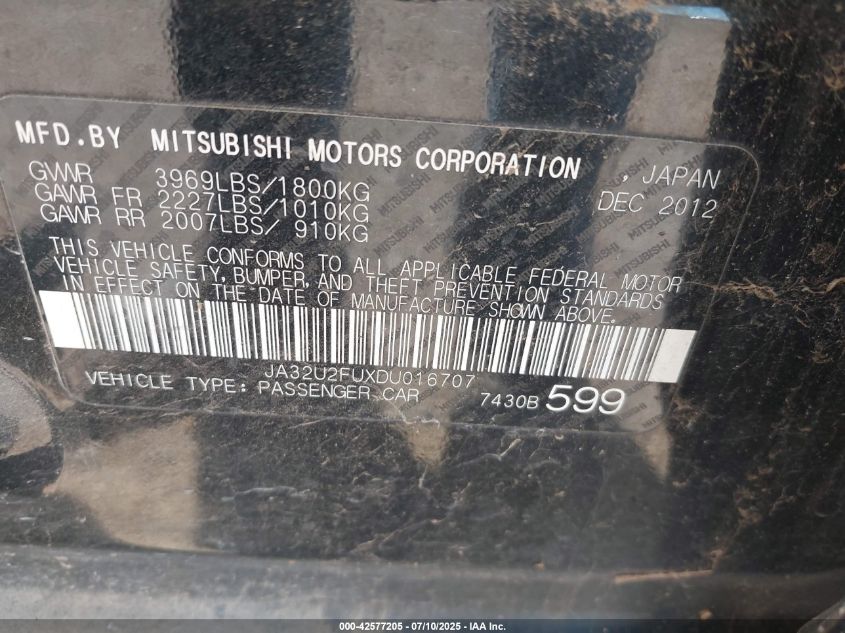 MFD.BY MITSUBISHI MOTORS CORPORATION , JAPAN
GVWR 3969LBS/1800KG DEC 2012
GAWR FR 2227LBS/1010KG
GAWR RR 2007LBS/ 910KG
THIS VEHICLE CONFORMS TO ALL APPLICABLE FEDERAL MOTOR
VEHICLE SAFETY, BUMPER, AND THEFT PREVENTION STANDARDS
IN EFFECT ON THE DATE OF MANUFACTURE SHOWN ABOVE.
JA32U2FUXDU016707
VEHICLE TYPE: PASSENGER CAR 7430B 599
000-42577205 - 07/10/2025 - IAA Inc.